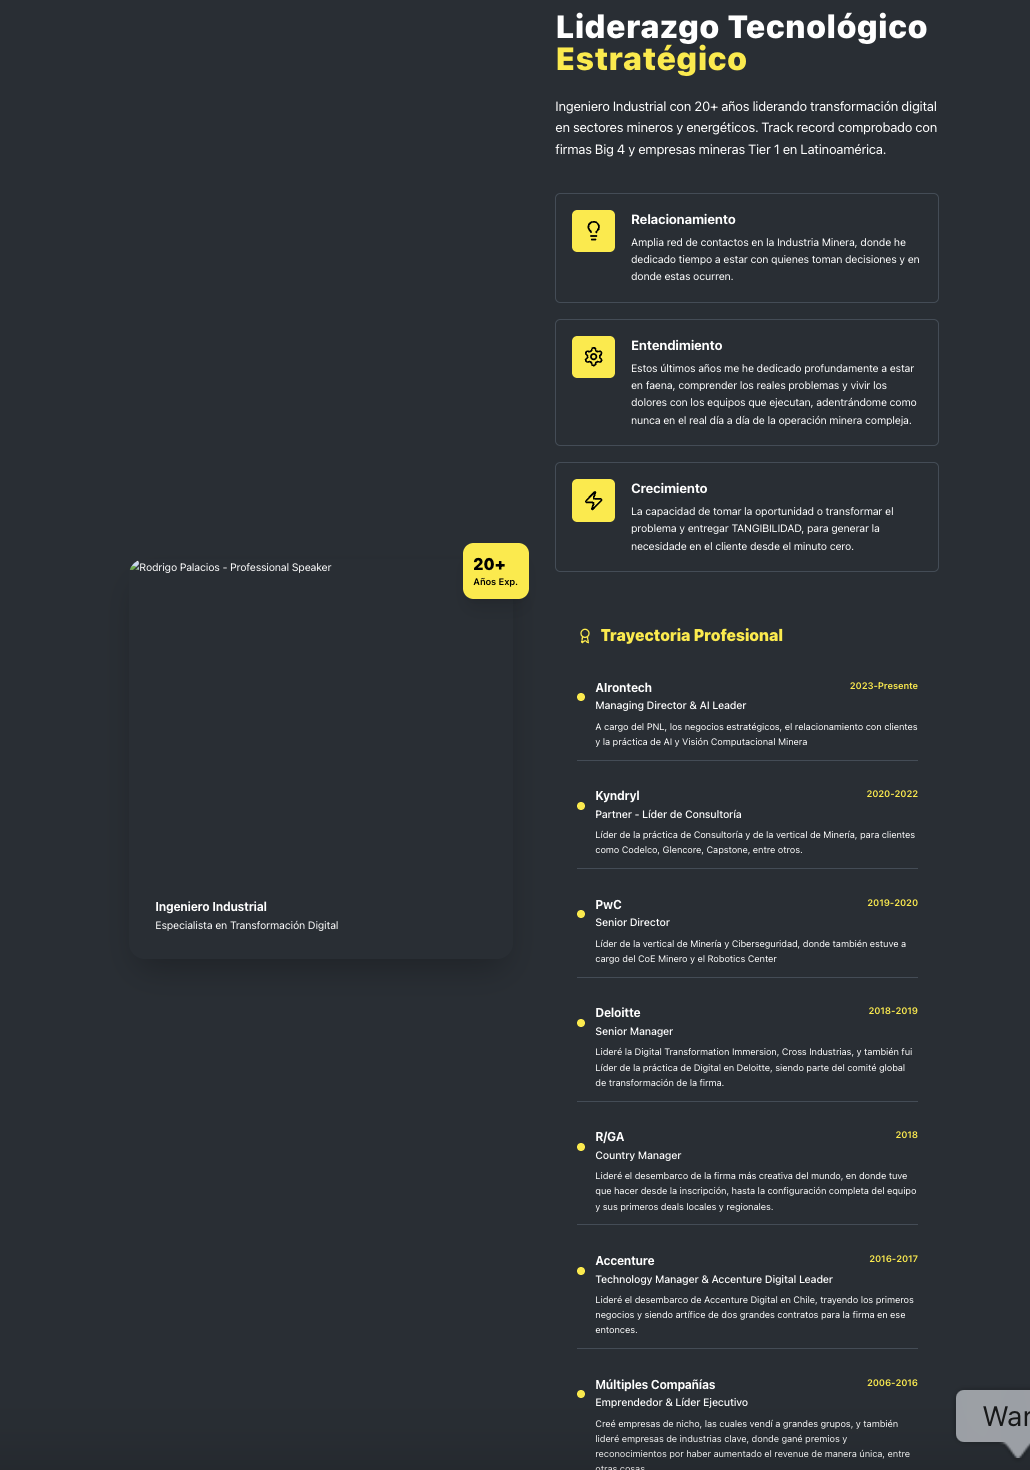 Liderazgo Tecnológico
Estratégico
Ingeniero Industrial con 20+ años liderando transformación digital
en sectores mineros y energéticos. Track record comprobado con
firmas Big 4 y empresas mineras Tier 1 en Latinoamérica.
Relacionamiento
Amplia red de contactos en la Industria Minera, donde he
dedicado tiempo a estar con quienes toman decisiones y en
donde estas ocurren.
Entendimiento
Estos últimos años me he dedicado profundamente a estar
en faena, comprender los reales problemas y vivir los
dolores con los equipos que ejecutan, adentrándome como
nunca en el real día a día de la operación minera compleja.
Crecimiento
La capacidad de tomar la oportunidad o transformar el
problema y entregar TANGIBILIDAD, para generar la
necesidade en el cliente desde el minuto cero.
Rodrigo Palacios - Professional Speaker
20+
Años Exp.
Ingeniero Industrial
Especialista en Transformación Digital
Trayectoria Profesional
AIrontech
2023-Presente
Managing Director & AI Leader
A cargo del PNL, los negocios estratégicos, el relacionamiento con clientes
y la práctica de AI y Visión Computacional Minera
Kyndryl
2020-2022
Partner - Líder de Consultoría
Líder de la práctica de Consultoría y de la vertical de Minería, para clientes
como Codelco, Glencore, Capstone, entre otros.
PwC
2019-2020
Senior Director
Líder de la vertical de Minería y Ciberseguridad, donde también estuve a
cargo del CoE Minero y el Robotics Center
Deloitte
2018-2019
Senior Manager
Lideré la Digital Transformation Immersion, Cross Industrias, y también fui
Líder de la práctica de Digital en Deloitte, siendo parte del comité global
de transformación de la firma.
R/GA
2018
Country Manager
Lideré el desembarco de la firma más creativa del mundo, en donde tuve
que hacer desde la inscripción, hasta la configuración completa del equipo
y sus primeros deals locales y regionales.
Accenture
2016-2017
Technology Manager & Accenture Digital Leader
Lideré el desembarco de Accenture Digital en Chile, trayendo los primeros
negocios y siendo artífice de dos grandes contratos para la firma en ese
entonces.
Múltiples Compañías
2006-2016
Emprendedor & Líder Ejecutivo
Creé empresas de nicho, las cuales vendí a grandes grupos, y también
lideré empresas de industrias clave, donde gané premios y
reconocimientos por haber aumentado el revenue de manera única, entre
otras cosas.